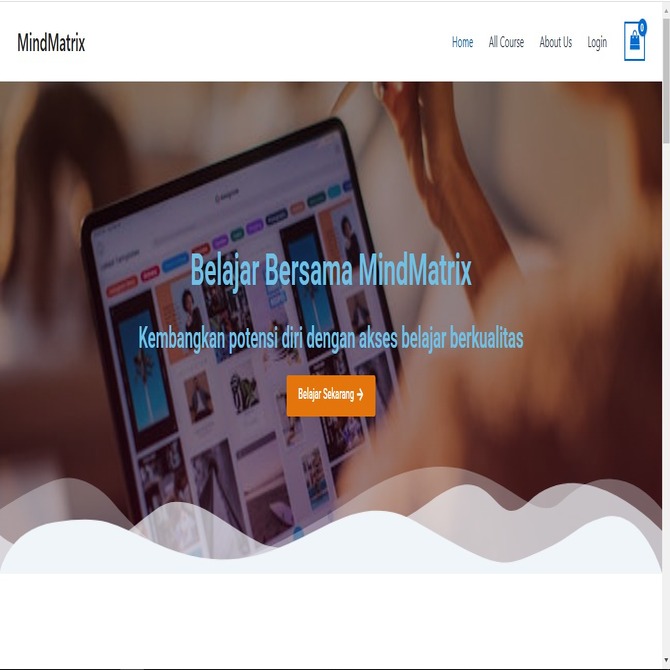 MindMatrix
Home All Course About Us Login 0
Belajar Bersama MindMatrix
Kembangkan potensi diri dengan akses belajar berkualitas
Belajar Sekarang →